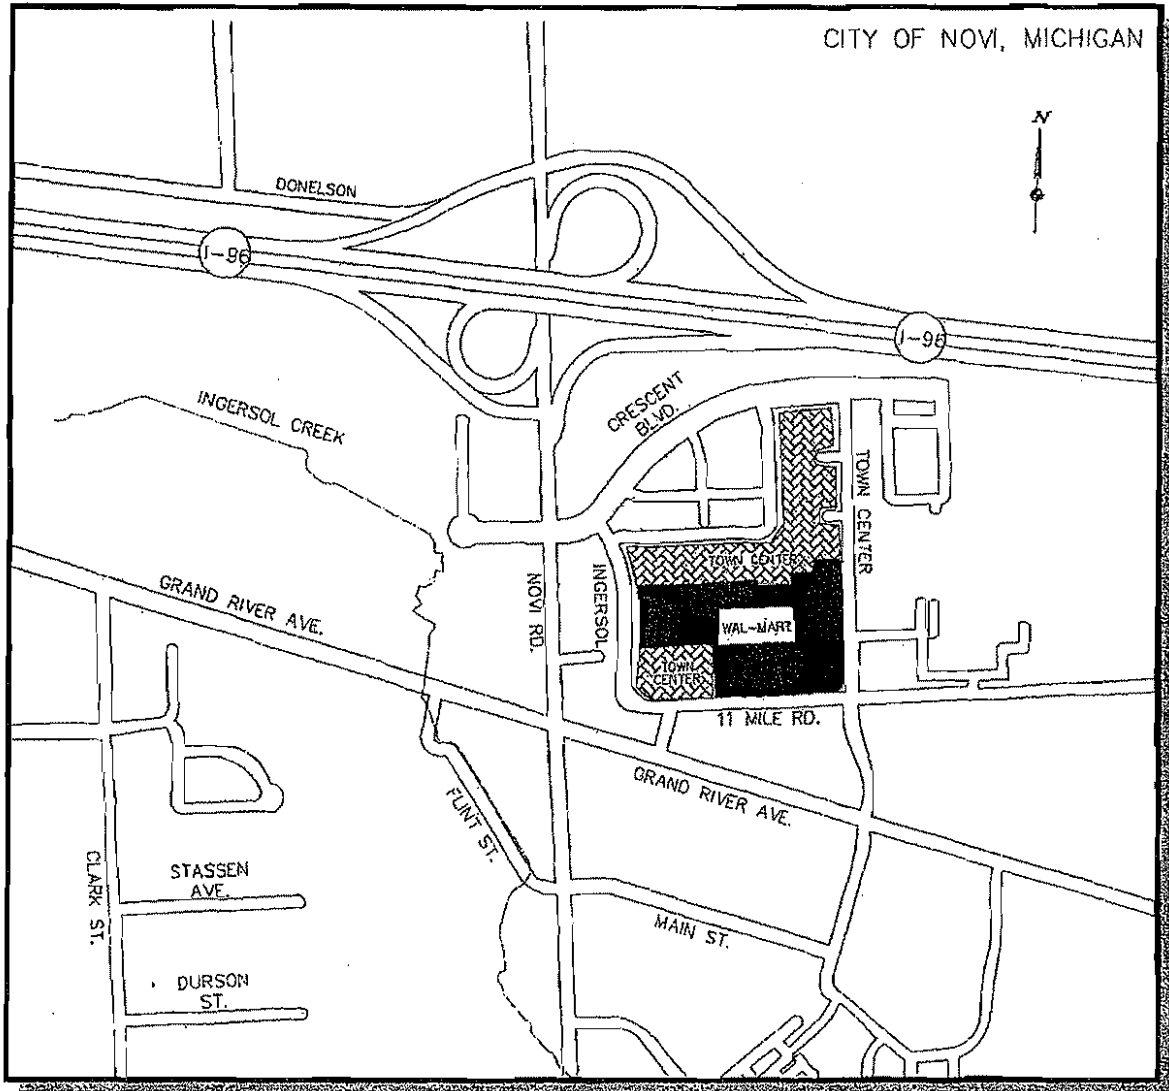 CITY OF NOVI, MICHIGAN
N
DONELSON
I-96
I-96
CRESCENT
BLVD.
INGERSOL CREEK
TOWN CENTER
TOWN CENTER
GRAND RIVER AVE.
NOVI RD.
INGERSOL
WAL-MART
TOWN
CENTER
11 MILE RD.
GRAND RIVER AVE.
FLINT ST.
CLARK ST.
STASSEN
AVE.
MAIN ST.
DURSON
ST.